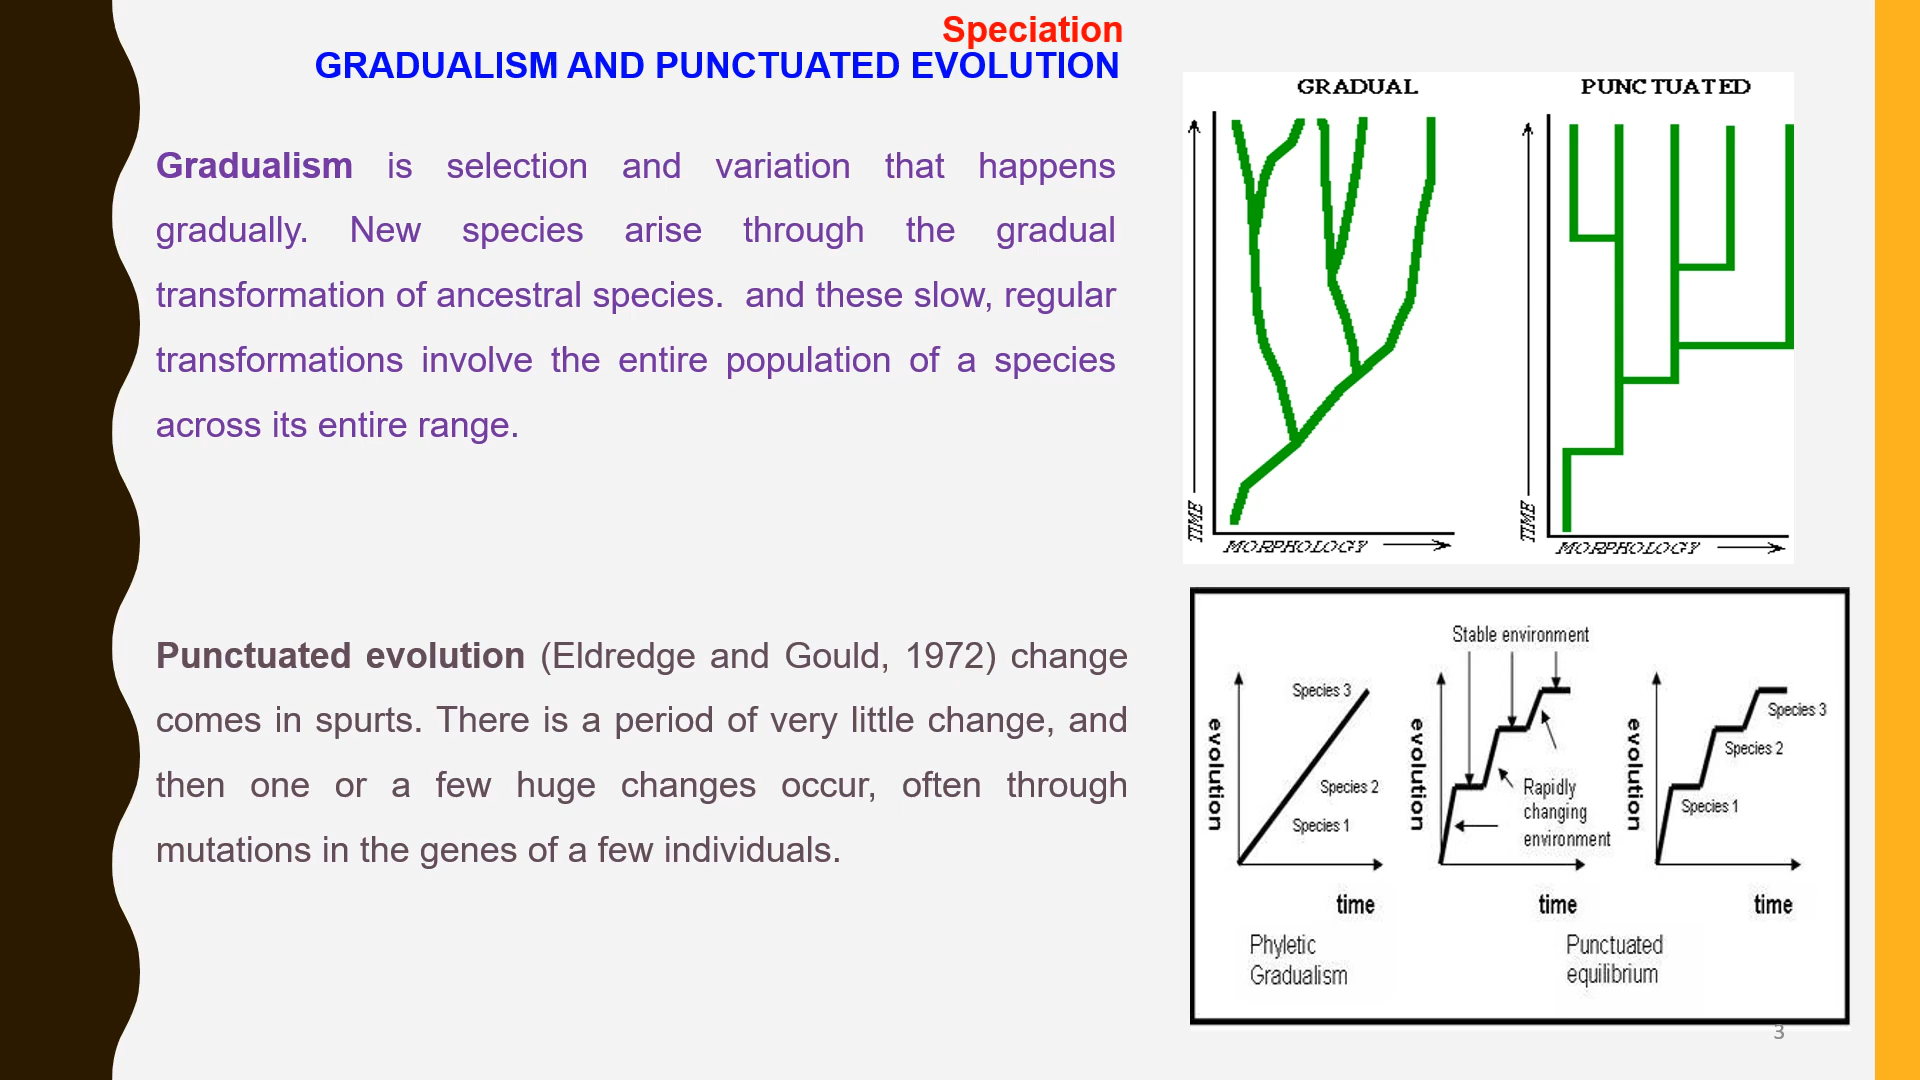 Speciation
GRADUALISM AND PUNCTUATED EVOLUTION
Gradualism is selection and variation that happens
gradually. New species arise through the gradual
transformation of ancestral species.  and these slow, regular
transformations involve the entire population of a species
across its entire range.
Punctuated evolution (Eldredge and Gould, 1972) change
comes in spurts. There is a period of very little change, and
then one or a few huge changes occur, often through
mutations in the genes of a few individuals.
GRADUAL
TIME
MORPHOLOGY
PUNCTUATED
TIME
MORPHOLOGY
evolution
Species 3
Species 2
Species 1
time
Phyletic
Gradualism
Stable environment
evolution
Rapidly
changing
environment
time
evolution
Species 3
Species 2
Species 1
time
Punctuated
equilibrium
3